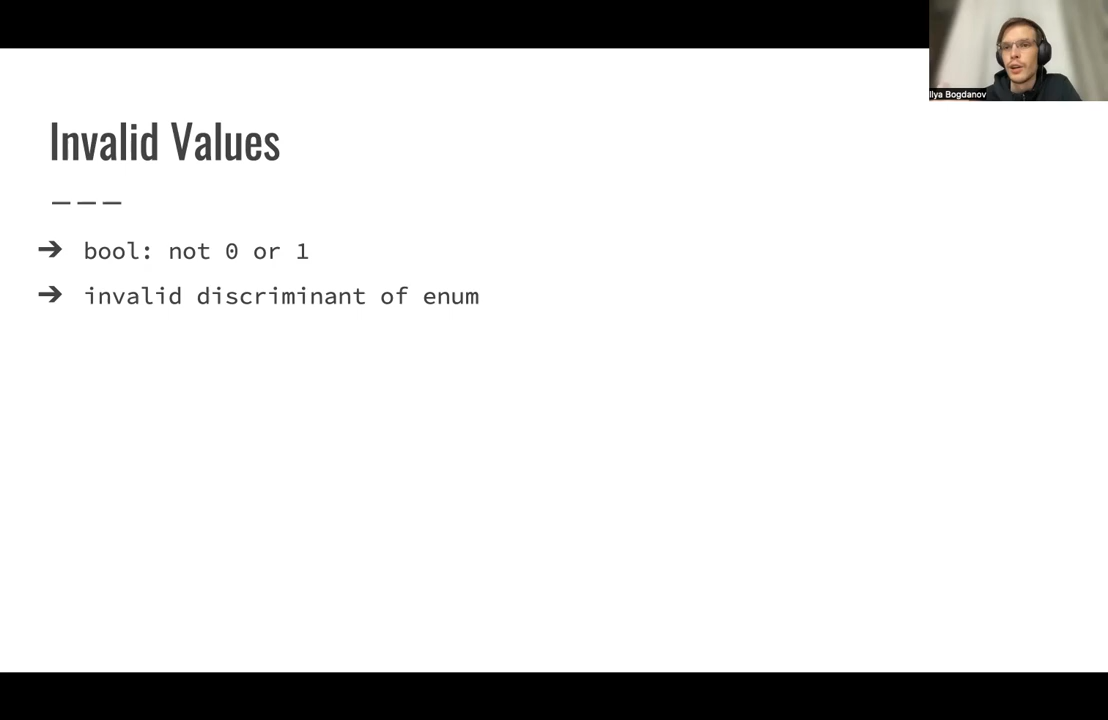 Ilya Bogdanov
Invalid Values
———
➔ bool: not 0 or 1
➔ invalid discriminant of enum